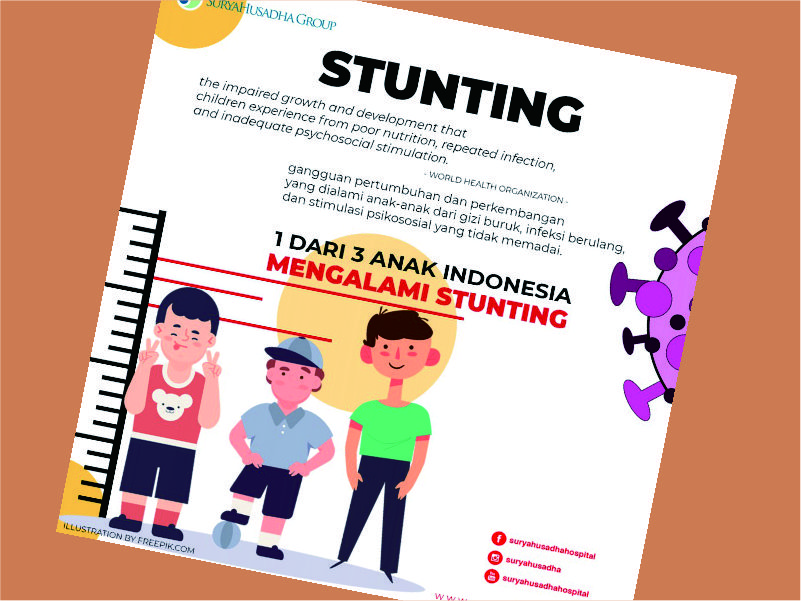 SURYAHUSADHA GROUP
STUNTING
the impaired growth and development that
children experience from poor nutrition, repeated infection,
and inadequate psychosocial stimulation.
- WORLD HEALTH ORGANIZATION -
gangguan pertumbuhan dan perkembangan
yang dialami anak-anak dari gizi buruk, infeksi berulang,
dan stimulasi psikososial yang tidak memadai.
1 DARI 3 ANAK INDONESIA
MENGALAMI STUNTING
ILLUSTRATION BY FREEPIK.COM
suryahusadhahospital
suryahusadha
suryahusadhahospital